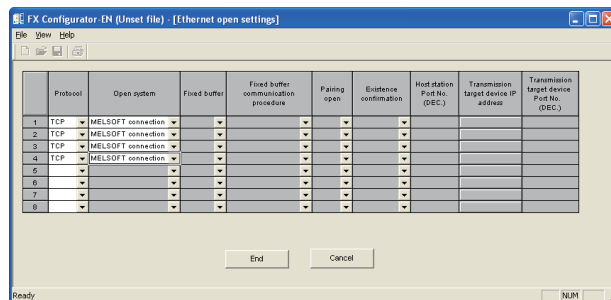 FX Configurator-EN (Unset file) - [Ethernet open settings]
File View Help
Protocol Open system Fixed buffer Fixed buffer communication procedure Pairing open Existence confirmation Host station Port No. (DEC.) Transmission target device IP address Transmission target device Port No. (DEC.)
1 TCP MELSOFT connection
2 TCP MELSOFT connection
3 TCP MELSOFT connection
4 TCP MELSOFT connection
5
6
7
8
End Cancel
Ready NUM